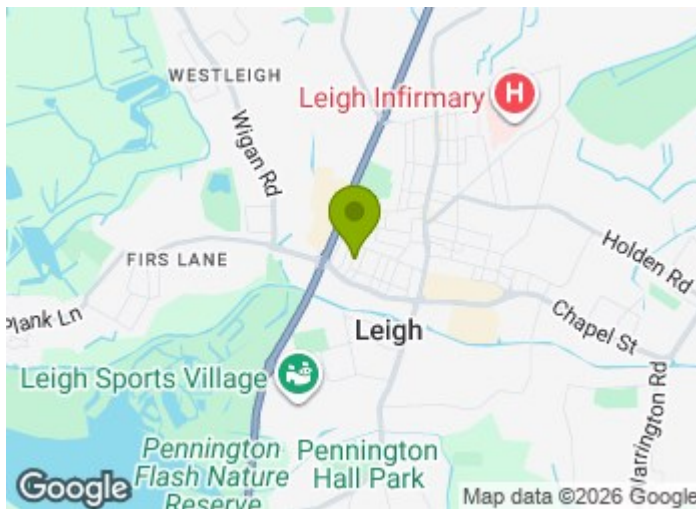 WESTLEIGH
Leigh Infirmary
H
Wigan Rd
Holden Rd
FIRS LANE
Plank Ln
Chapel St
Leigh
Leigh Sports Village
Warrington Rd
Pennington
Flash Nature
Reserve
Pennington
Hall Park
Google
Map data ©2026 Google